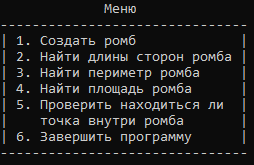 Меню
1. Создать ромб
2. Найти длины сторон ромба
3. Найти периметр ромба
4. Найти площадь ромба
5. Проверить находиться ли
точка внутри ромба
6. Завершить программу